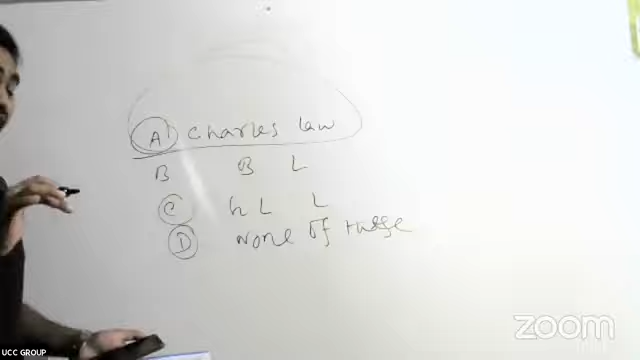 A Charles law
B B L
C h L L
D None of these
zoom
UCC GROUP